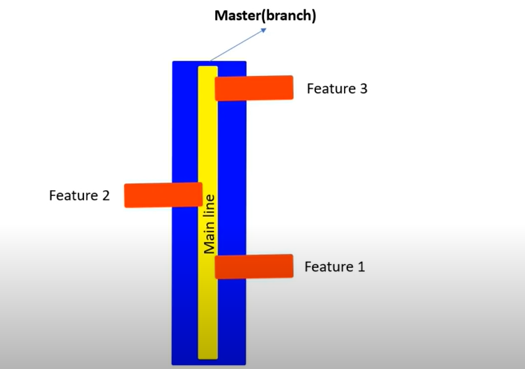 Master(branch)
Feature 3
Feature 2
Main line
Feature 1